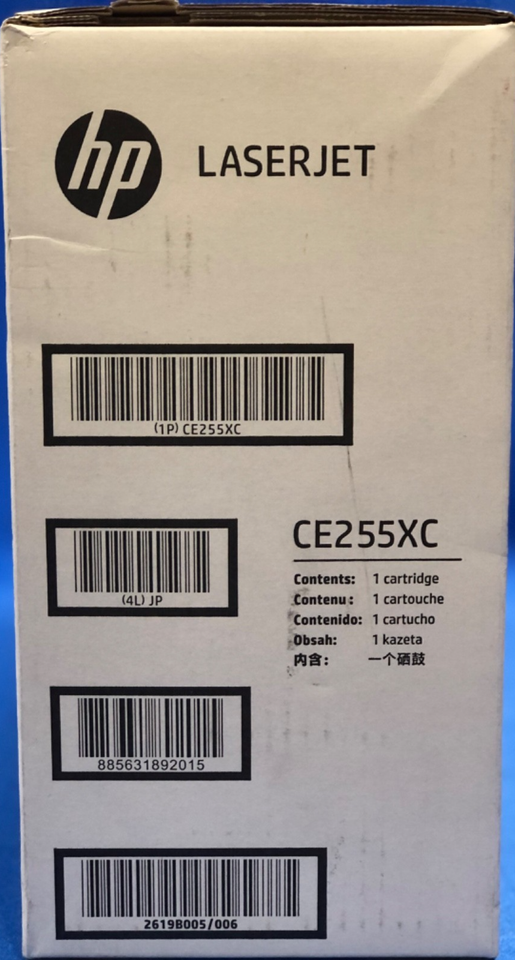 hp LASERJET
(1P) CE255XC
(4L) JP
CE255XC
Contents: 1 cartridge
Contenu : 1 cartouche
Contenido: 1 cartucho
Obsah: 1 kazeta
内含： 一个硒鼓
885631892015
2619B005/006